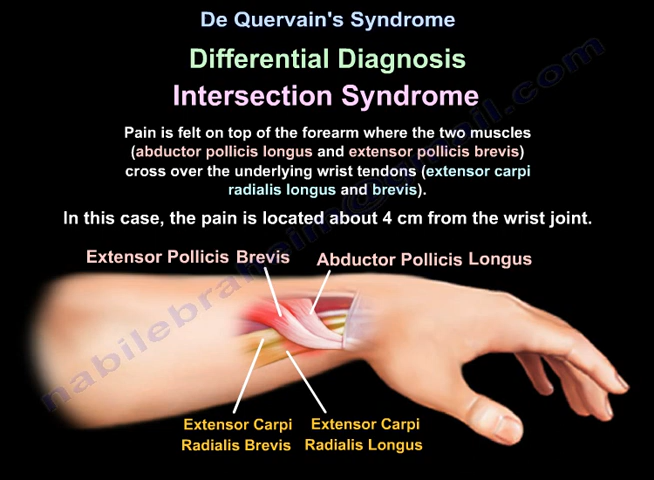 De Quervain's Syndrome
Differential Diagnosis
Intersection Syndrome
Pain is felt on top of the forearm where the two muscles
(abductor pollicis longus and extensor pollicis brevis)
cross over the underlying wrist tendons (extensor carpi
radialis longus and brevis).
In this case, the pain is located about 4 cm from the wrist joint.
Extensor Pollicis Brevis
Abductor Pollicis Longus
Extensor Carpi
Radialis Brevis
Extensor Carpi
Radialis Longus
nabilebraheim@gmail.com